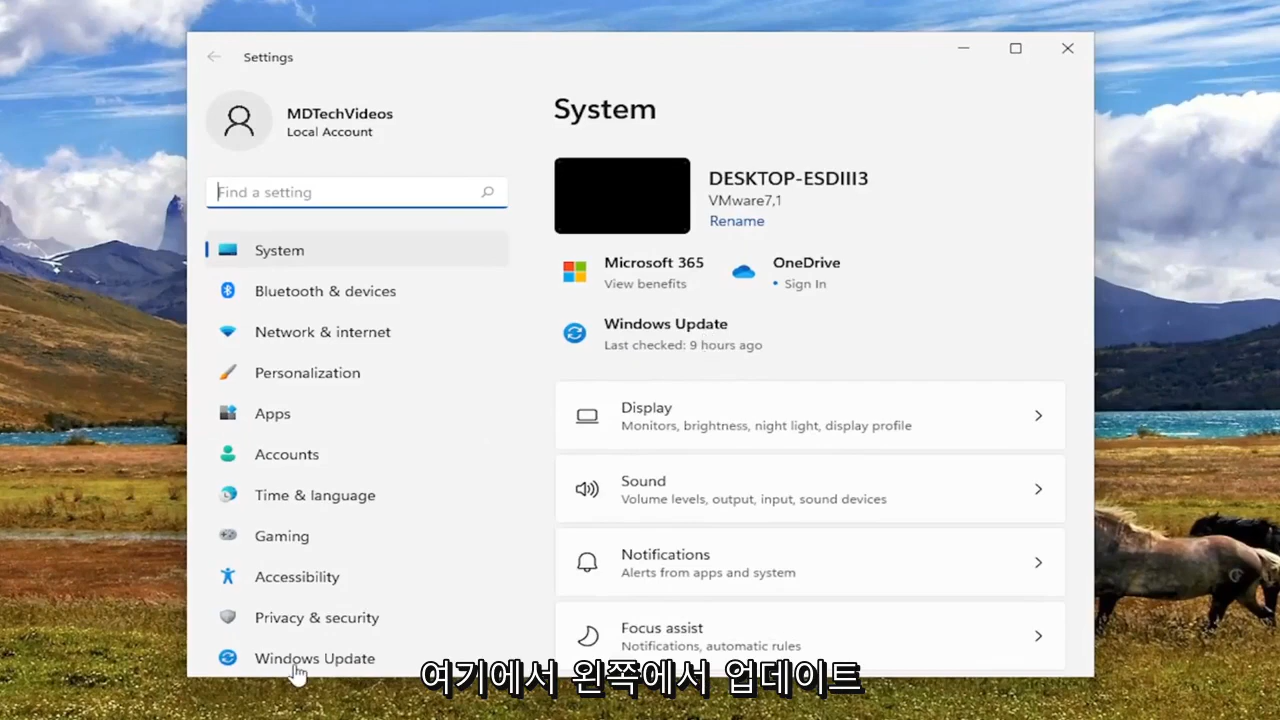 Settings
MDTechVideos
Local Account
Find a setting
System
Bluetooth & devices
Network & internet
Personalization
Apps
Accounts
Time & language
Gaming
Accessibility
Privacy & security
Windows Update
System
DESKTOP-ESDIII3
VMware7,1
Rename
Microsoft 365
View benefits
OneDrive
• Sign In
Windows Update
Last checked: 9 hours ago
Display
Monitors, brightness, night light, display profile
Sound
Volume levels, output, input, sound devices
Notifications
Alerts from apps and system
Focus assist
Notifications, automatic rules
여기에서 왼쪽에서 업데이트